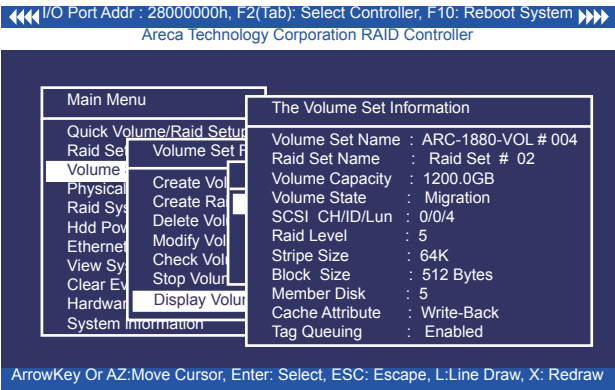 I/O Port Addr : 28000000h, F2(Tab): Select Controller, F10: Reboot System
Areca Technology Corporation RAID Controller
Main Menu
Quick Volume/Raid Setup
Raid Set
Volume
Physical
Raid Sys
Hdd Pow
Ethernet
View Sy
Clear Ev
Hardwar
System Information
Volume Set F
Create Vol
Create Ra
Delete Vol
Modify Vol
Check Vol
Stop Volum
Display Volu
The Volume Set Information
Volume Set Name : ARC-1880-VOL # 004
Raid Set Name : Raid Set # 02
Volume Capacity : 1200.0GB
Volume State : Migration
SCSI CH/ID/Lun : 0/0/4
Raid Level : 5
Stripe Size : 64K
Block Size : 512 Bytes
Member Disk : 5
Cache Attribute : Write-Back
Tag Queuing : Enabled
ArrowKey Or AZ:Move Cursor, Enter: Select, ESC: Escape, L:Line Draw, X: Redraw